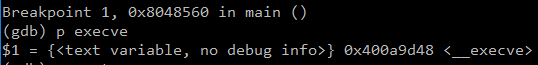 Breakpoint 1, 0x8048560 in main ()
(gdb) p execve
$1 = {<text variable, no debug info>} 0x400a9d48 <__execve>